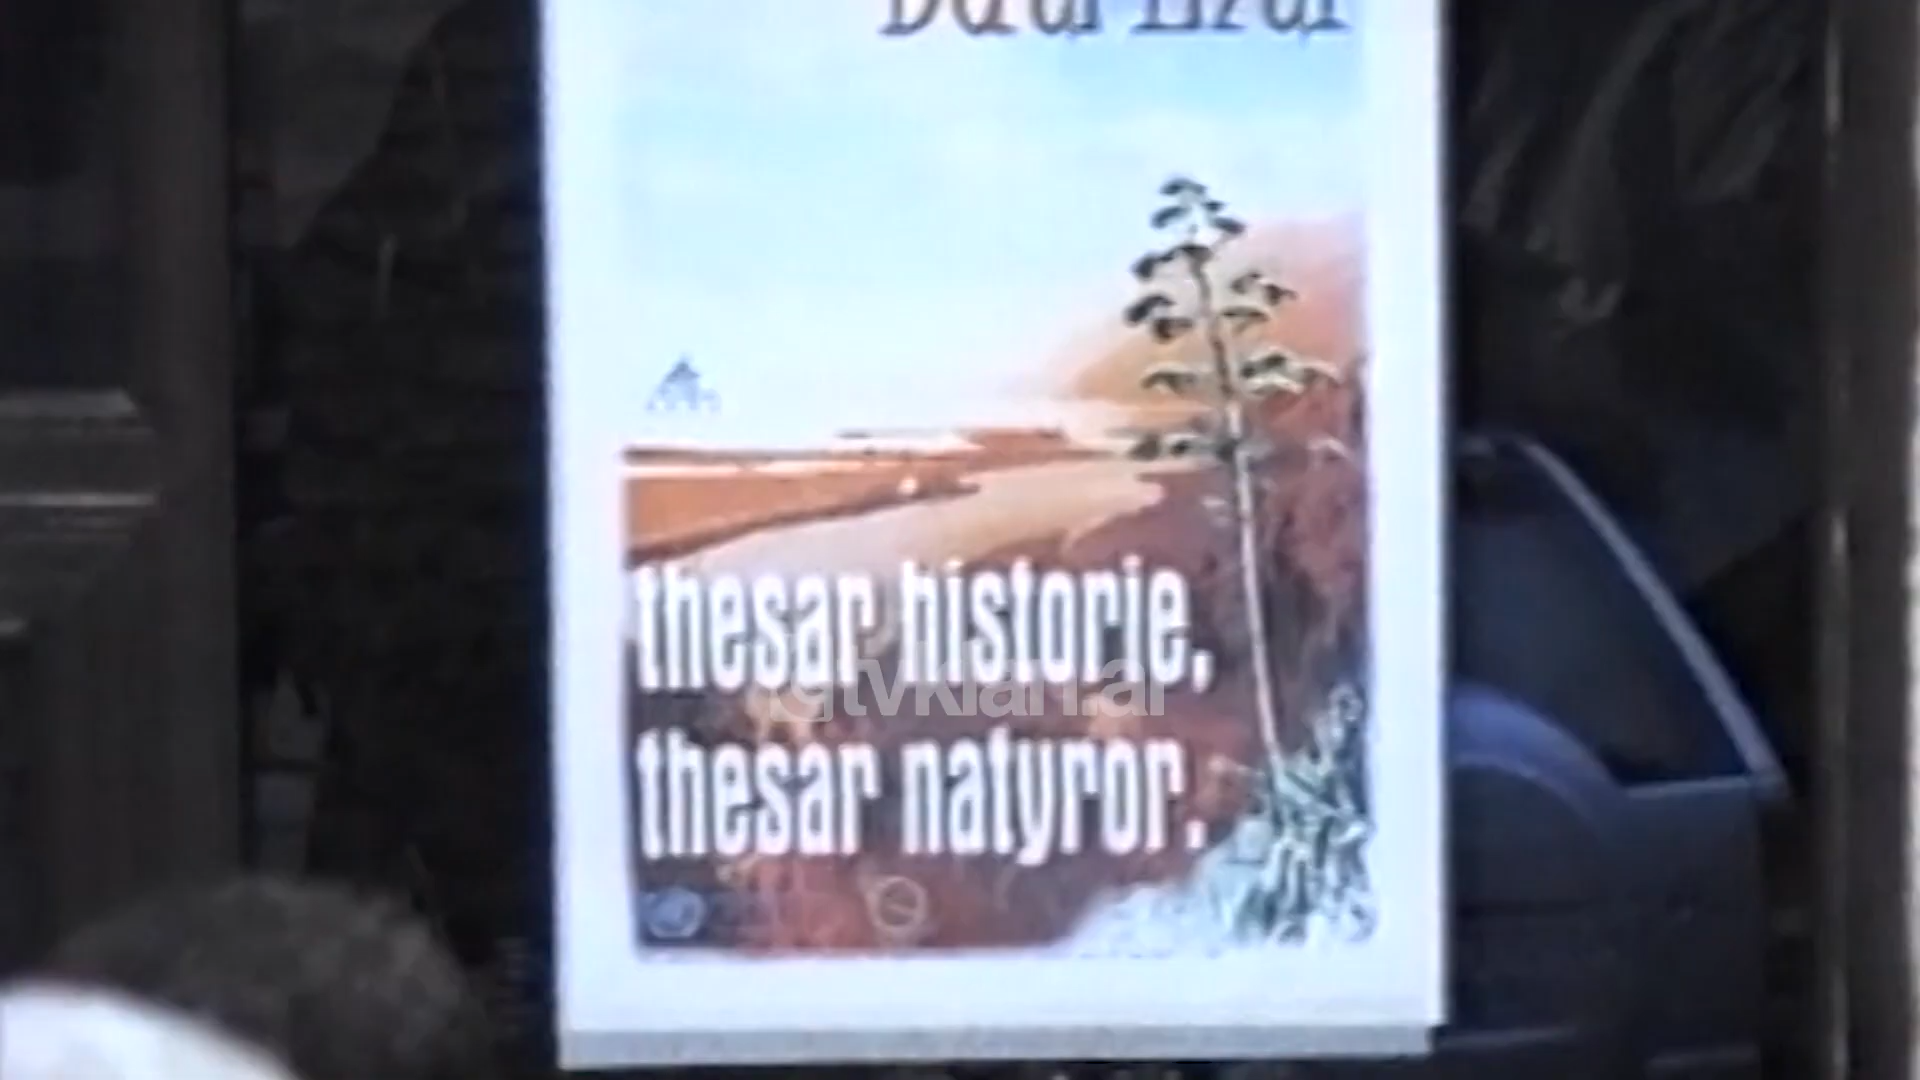 thesar historie,
thesar natyror.
tvklan.al